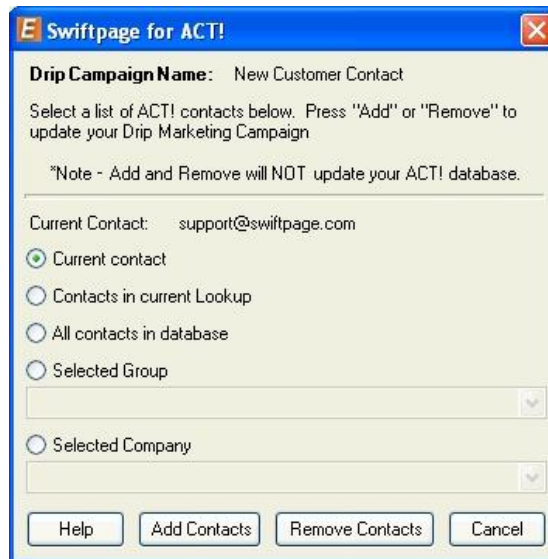 E Swiftpage for ACT!
Drip Campaign Name: New Customer Contact
Select a list of ACT! contacts below. Press "Add" or "Remove" to
update your Drip Marketing Campaign
*Note - Add and Remove will NOT update your ACT! database.
Current Contact: support@swiftpage.com
Current contact
Contacts in current Lookup
All contacts in database
Selected Group
Selected Company
Help Add Contacts Remove Contacts Cancel